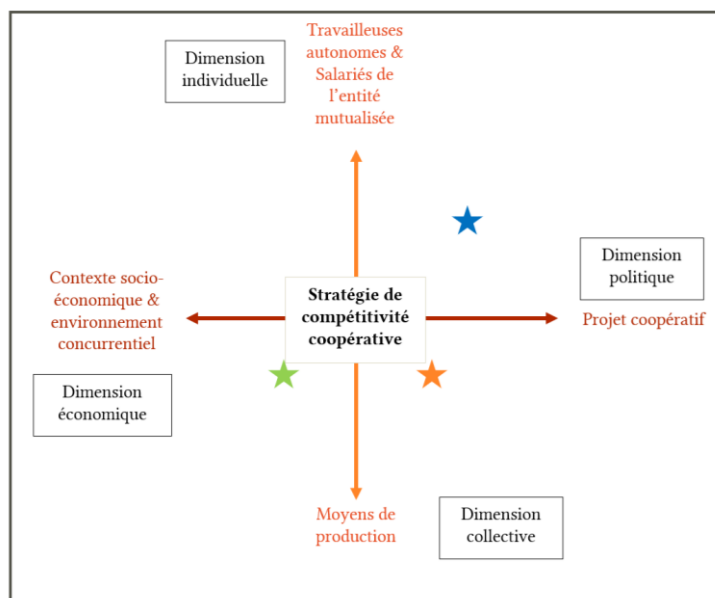 Travailleuses
autonomes &
Salariés de
l’entité
mutualisée
Dimension
individuelle
Dimension
politique
Contexte socio-
économique &
environnement
concurrentiel
Stratégie de
compétitivité
coopérative
Projet coopératif
Dimension
économique
Moyens de
production
Dimension
collective